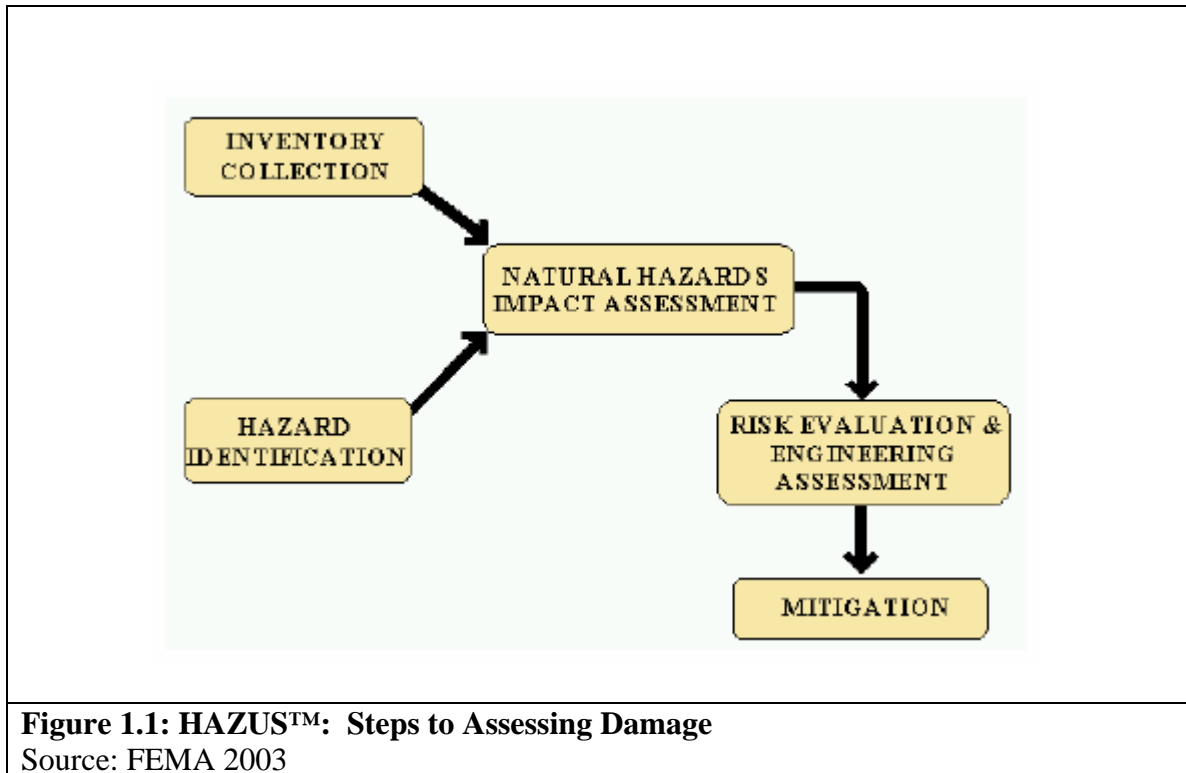 INVENTORY
COLLECTION
NATURAL HAZARDS
IMPACT ASSESSMENT
HAZARD
IDENTIFICATION
RISK EVALUATION &
ENGINEERING
ASSESSMENT
MITIGATION
Figure 1.1: HAZUS™: Steps to Assessing Damage
Source: FEMA 2003